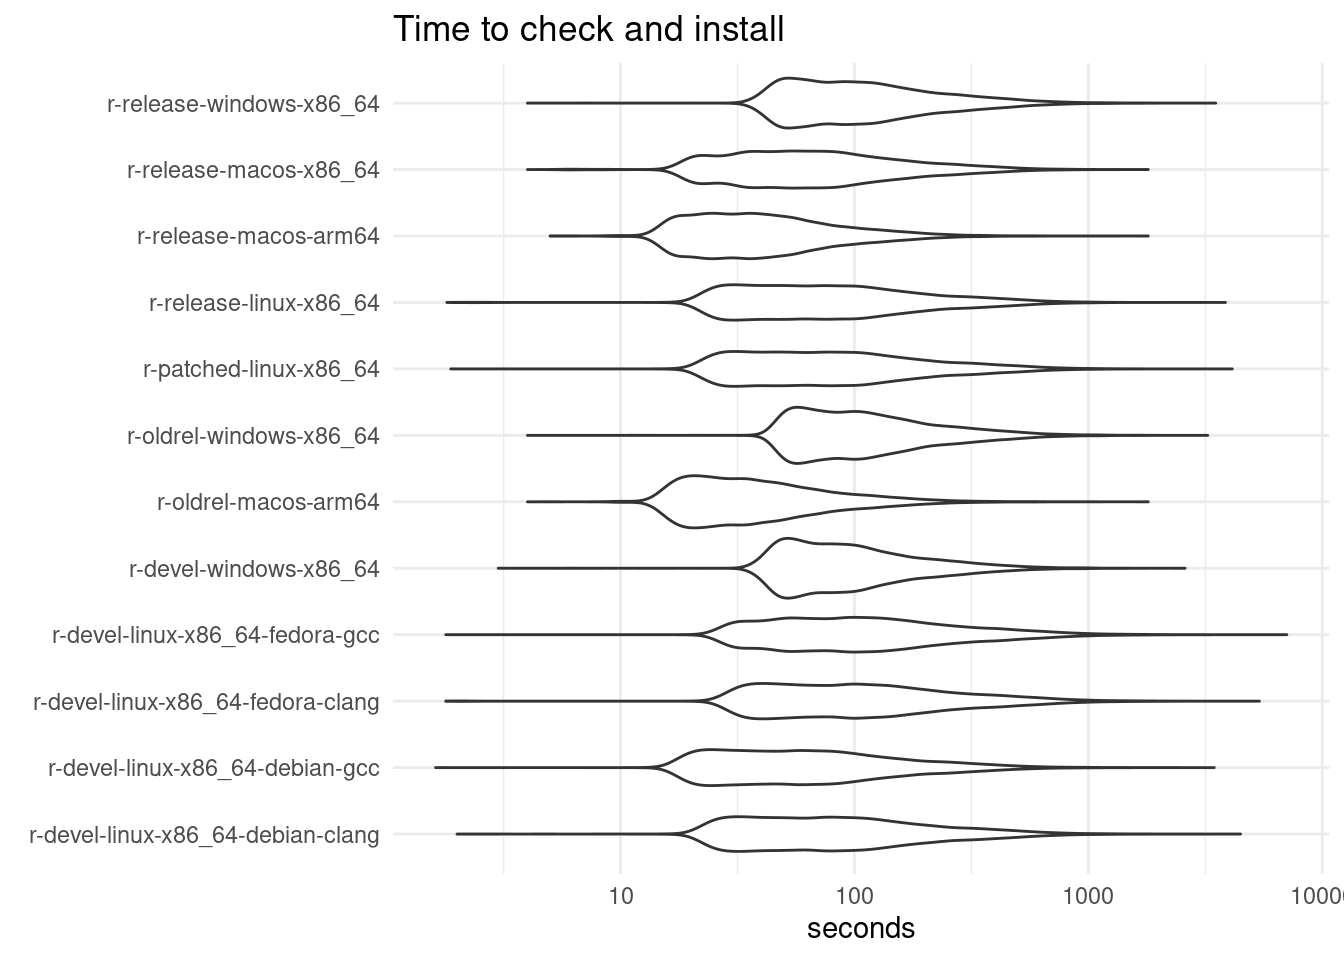 Time to check and install
r-release-windows-x86_64
r-release-macos-x86_64
r-release-macos-arm64
r-release-linux-x86_64
r-patched-linux-x86_64
r-oldrel-windows-x86_64
r-oldrel-macos-arm64
r-devel-windows-x86_64
r-devel-linux-x86_64-fedora-gcc
r-devel-linux-x86_64-fedora-clang
r-devel-linux-x86_64-debian-gcc
r-devel-linux-x86_64-debian-clang
10 100 1000 10000
seconds